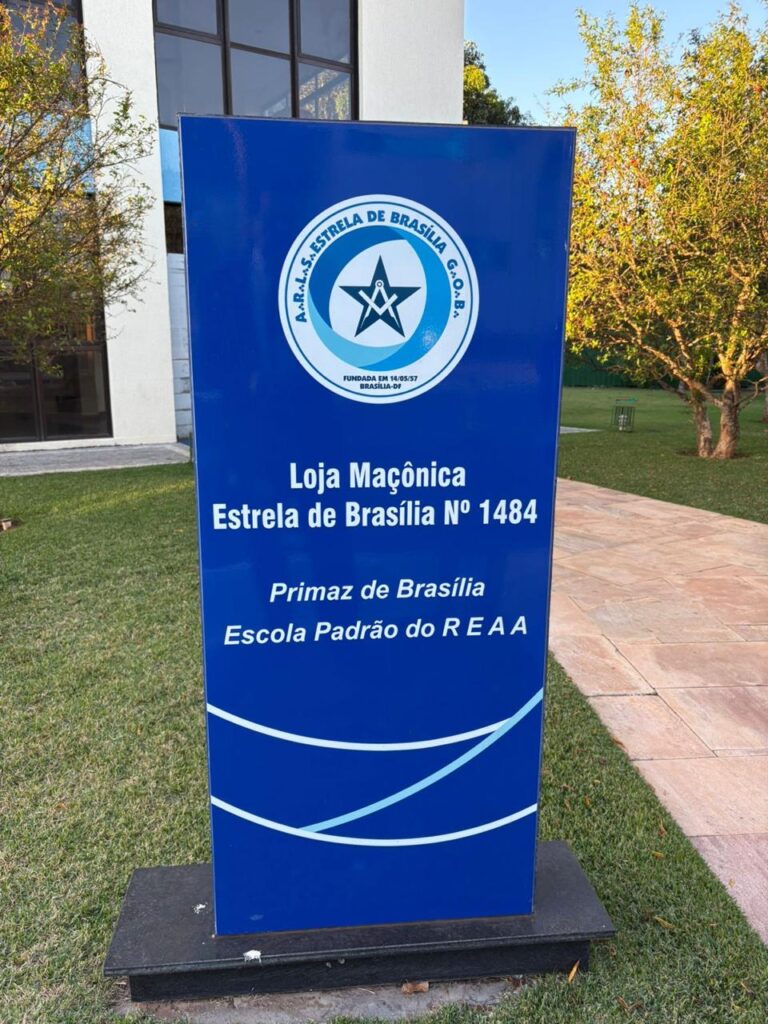 A∴R∴L∴S∴ESTRELA DE BRASÍLIA G∴O∴B∴
FUNDADA EM 14/05/57
BRASÍLIA-DF
Loja Maçônica
Estrela de Brasília Nº 1484
Primaz de Brasília
Escola Padrão do R E A A